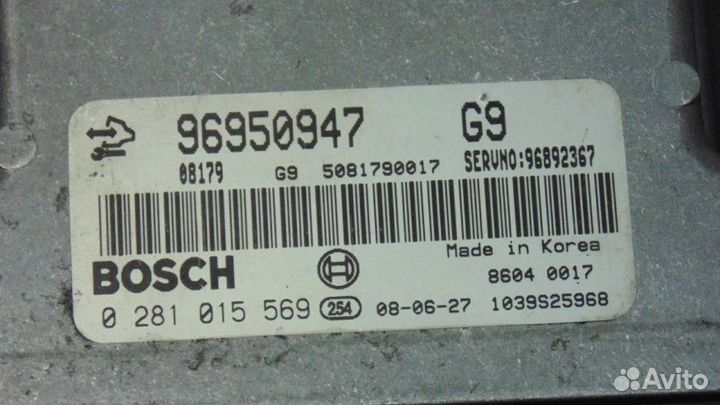 96950947 G9
08179 G9 5081790017 SERVNO:96892367
Made in Korea
BOSCH 8604 0017
0 281 015 569 254 08-06-27 1039S25968
Avito